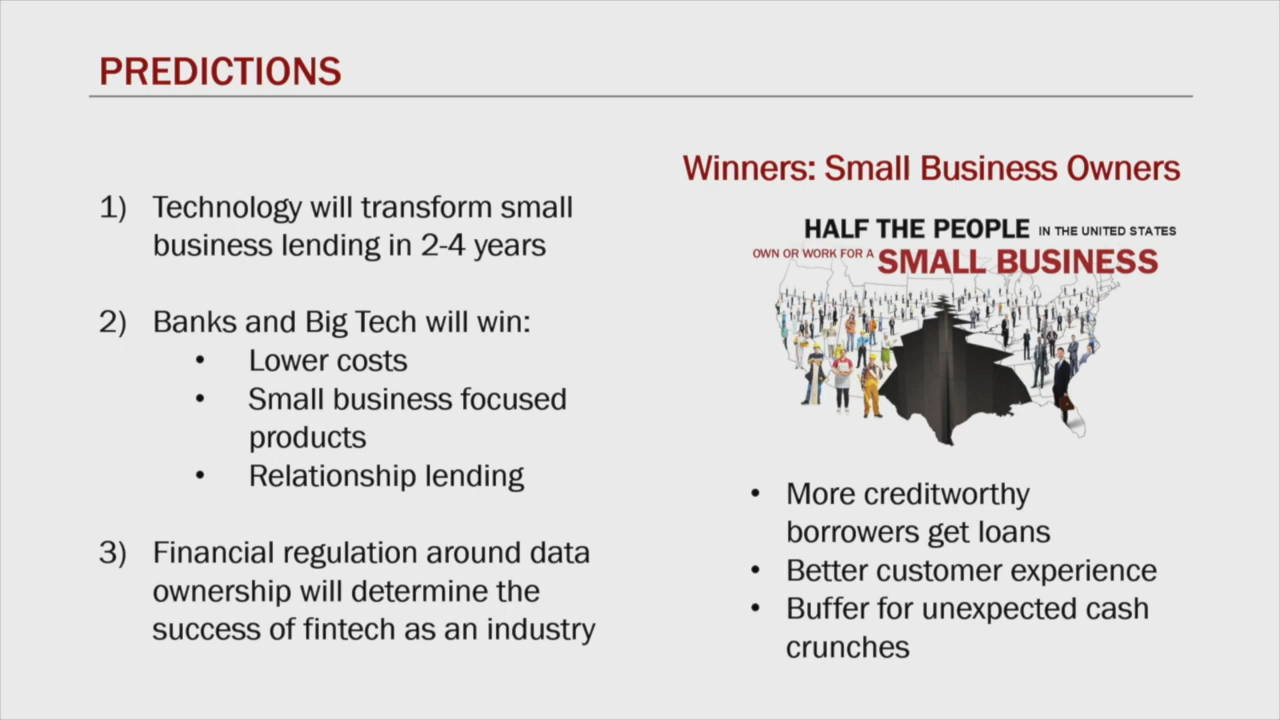 PREDICTIONS
1) Technology will transform small
business lending in 2-4 years
2) Banks and Big Tech will win:
• Lower costs
• Small business focused
products
• Relationship lending
3) Financial regulation around data
ownership will determine the
success of fintech as an industry
Winners: Small Business Owners
HALF THE PEOPLE IN THE UNITED STATES
OWN OR WORK FOR A SMALL BUSINESS
• More creditworthy
borrowers get loans
• Better customer experience
• Buffer for unexpected cash
crunches